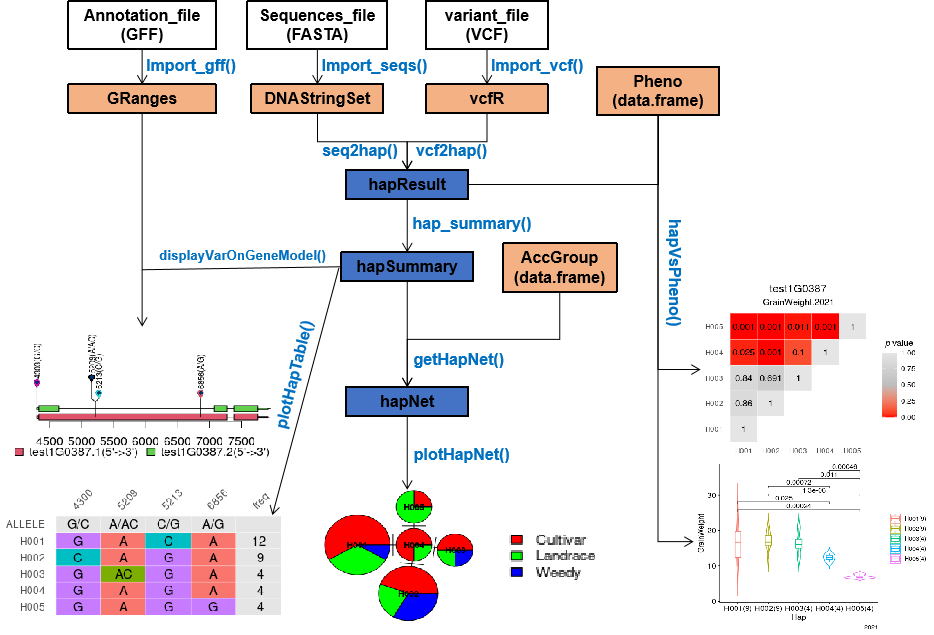 Annotation_file
(GFF)
Sequences_file
(FASTA)
variant_file
(VCF)
Import_gff()
Import_seqs()
Import_vcf()
GRanges
DNAStringSet
vcfR
Pheno
(data.frame)
seq2hap()
vcf2hap()
hapResult
hap_summary()
hapVsPheno()
displayVarOnGeneModel()
hapSummary
AccGroup
(data.frame)
plotHapTable()
getHapNet()
hapNet
plotHapNet()
4300(G/C)
5209(A/AC)
5213(C/G)
6856(A/G)
4500 5000 5500 6000 6500 7000 7500
test1G0387.1(5'->3') test1G0387.2(5'->3')
4300 5209 5213 6856 freq
ALLELE G/C A/AC C/G A/G
H001 G A C A 12
H002 C A G A 9
H003 G AC G A 4
H004 G A G A 4
H005 G A G G 4
H005
H001
H004
H003
H002
Cultivar
Landrace
Weedy
test1G0387
GrainWeight.2021
H005 0.001 0.001 0.011 0.001 1
H004 0.025 0.001 0.1 1
H003 0.84 0.691 1
H002 0.86 1
H001 1
H001 H002 H003 H004 H005
p value
1.00
0.75
0.50
0.25
0.00
0.00046
0.011
0.00072
1.3e-06
0.025
0.00024
GrainWeight
30
20
10
0
H001(9) H002(9) H003(4) H004(4) H005(4)
Hap
2021
H001(9)
H002(9)
H003(4)
H004(4)
H005(4)